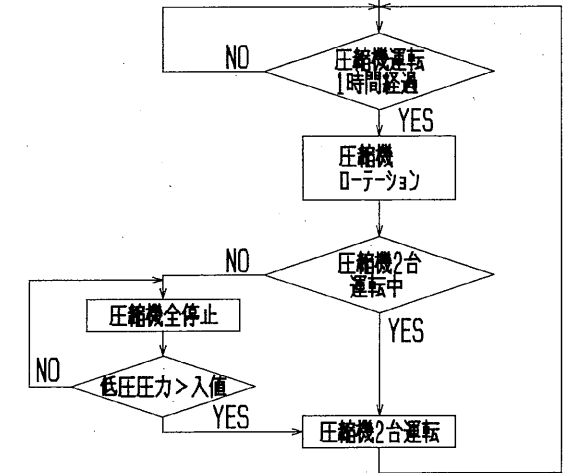 NO
圧縮機運転
1時間経過
YES
圧縮機
ローテーション
NO
圧縮機2台
運転中
圧縮機全停止
YES
NO
低圧圧力>入値
YES
圧縮機2台運転